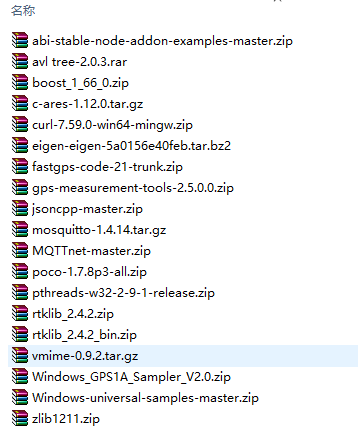 名称
abi-stable-node-addon-examples-master.zip
avl tree-2.0.3.rar
boost_1_66_0.zip
c-ares-1.12.0.tar.gz
curl-7.59.0-win64-mingw.zip
eigen-eigen-5a0156e40feb.tar.bz2
fastgps-code-21-trunk.zip
gps-measurement-tools-2.5.0.0.zip
jsoncpp-master.zip
mosquitto-1.4.14.tar.gz
MQTTnet-master.zip
poco-1.7.8p3-all.zip
pthreads-w32-2-9-1-release.zip
rtklib_2.4.2.zip
rtklib_2.4.2_bin.zip
vmime-0.9.2.tar.gz
Windows_GPS1A_Sampler_V2.0.zip
Windows-universal-samples-master.zip
zlib1211.zip